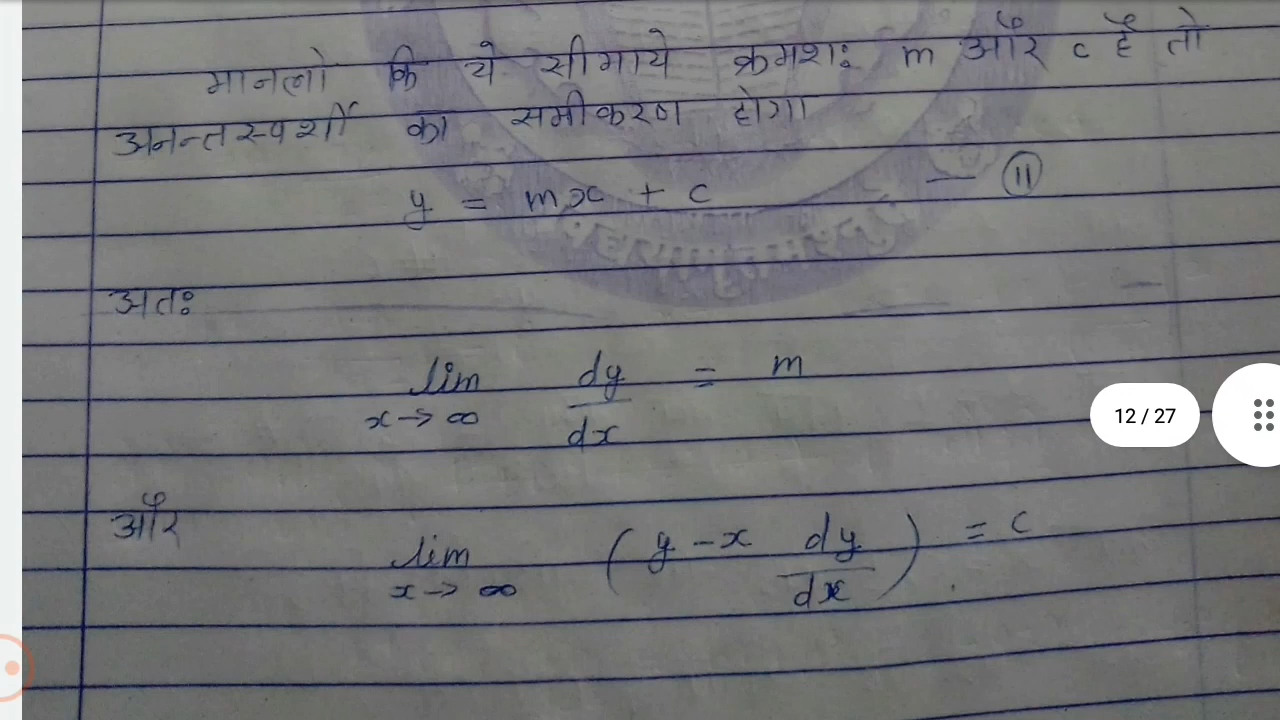 मानलो कि ये सीमाये क्रमशः m और c है तो
अनन्तस्पर्शी का समीकरण होगा
y = mx + c — 11
अतः
lim dy/dx = m
x→∞
12 / 27
और
lim (y - x dy/dx) = c
x→∞